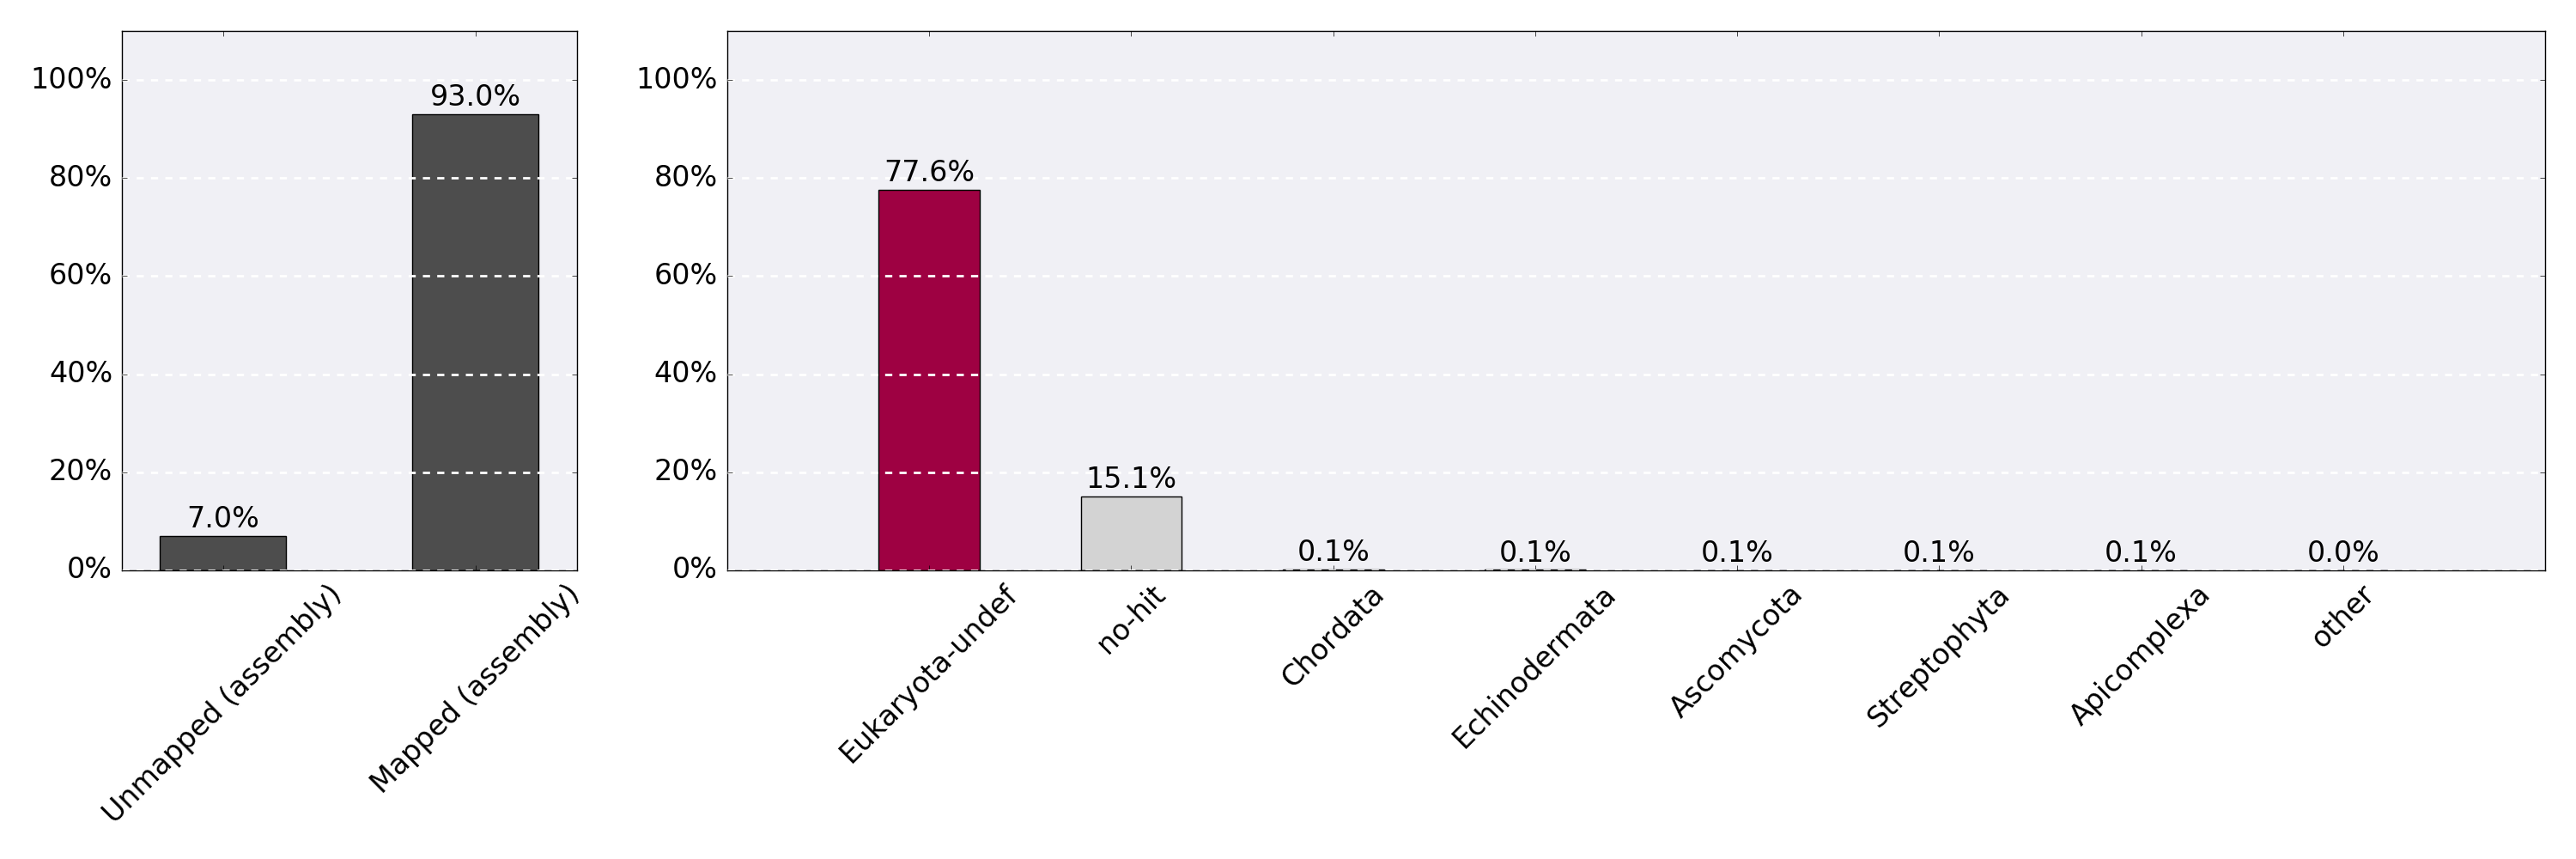 100%
80%
60%
40%
20%
0%
7.0%
93.0%
Unmapped (assembly)
Mapped (assembly)
100%
80%
60%
40%
20%
0%
77.6%
15.1%
0.1%
0.1%
0.1%
0.1%
0.1%
0.0%
Eukaryota-undef
no-hit
Chordata
Echinodermata
Ascomycota
Streptophyta
Apicomplexa
other